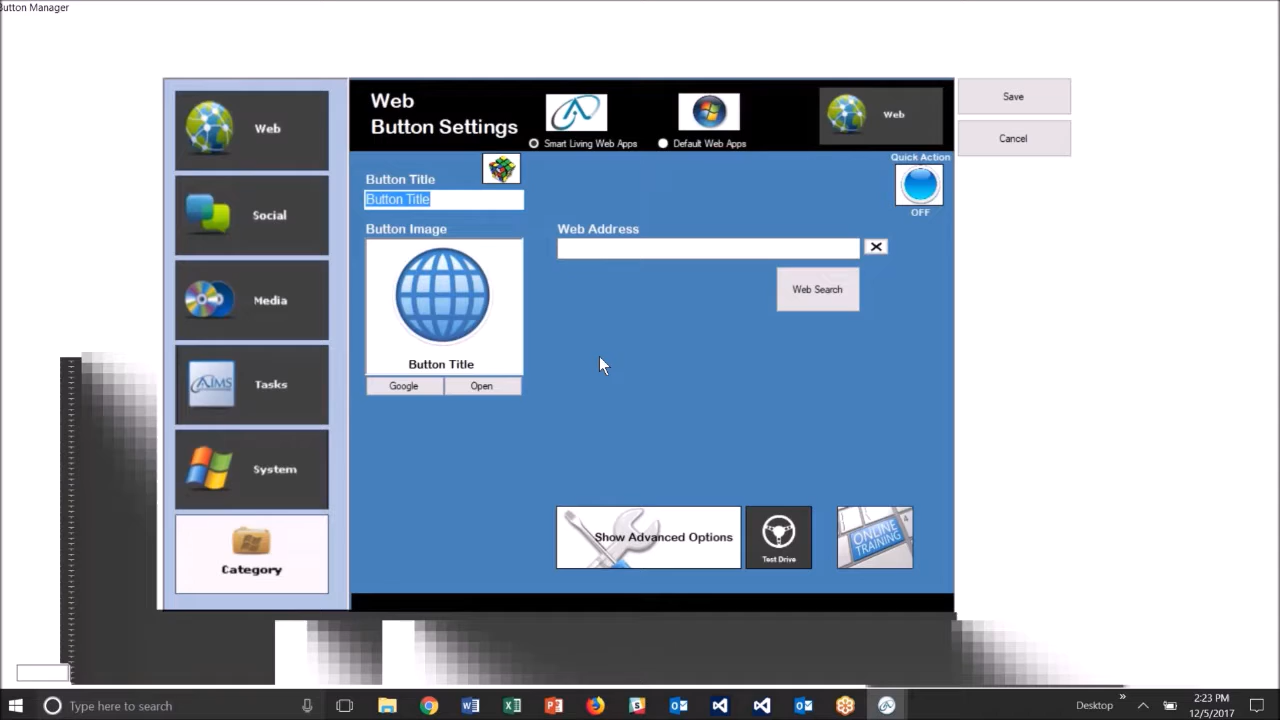 Button Manager
Web
Button Settings
Smart Living Web Apps
Default Web Apps
Web
Save
Cancel
Web
Social
Media
AIMS
Tasks
System
Category
Button Title
Button Title
Quick Action
OFF
Button Image
Button Title
Google
Open
Web Address
Web Search
Show Advanced Options
Test Drive
ONLINE
TRAINING
Type here to search
Desktop
2:23 PM
12/5/2017